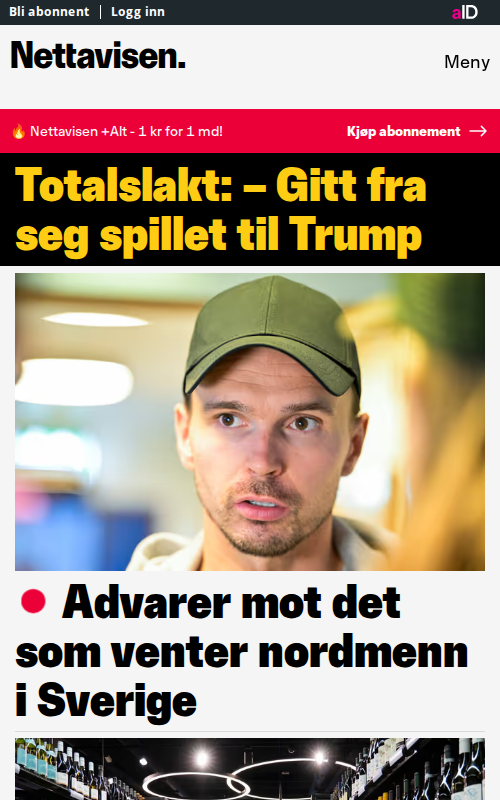 Bli abonnent | Logg inn
aID
Nettavisen.
Meny
🔥 Nettavisen +Alt - 1 kr for 1 md!
Kjøp abonnement →
Totalslakt: – Gitt fra
seg spillet til Trump
Advarer mot det
som venter nordmenn
i Sverige